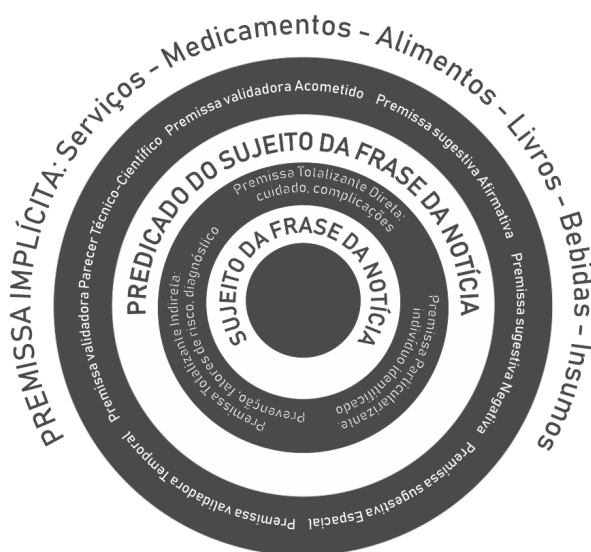 PREMISSA IMPLÍCITA: Serviços - Medicamentos - Alimentos - Livros - Bebidas - Insumos
Premissa validadora Temporal
Premissa validadora Parecer Técnico-Científico
Premissa validadora Acometido
Premissa sugestiva Afirmativa
Premissa sugestiva Negativa
Premissa sugestiva Espacial
PREDICADO DO SUJEITO DA FRASE DA NOTÍCIA
Premissa Totalizante Indireta:
Prevenção, fatores de risco, diagnóstico
Premissa Totalizante Direta:
cuidado, complicações
Premissa Particularizante:
indivíduo identificado
SUJEITO DA FRASE DA NOTÍCIA